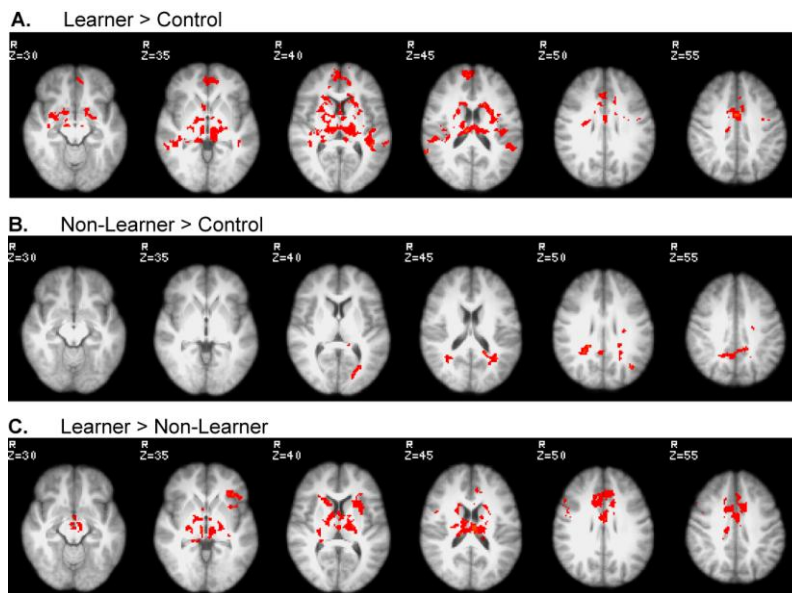 A. Learner > Control
R R R R R R
Z=30 Z=35 Z=40 Z=45 Z=50 Z=55
B. Non-Learner > Control
R R R R R R
Z=30 Z=35 Z=40 Z=45 Z=50 Z=55
C. Learner > Non-Learner
R R R R R R
Z=30 Z=35 Z=40 Z=45 Z=50 Z=55